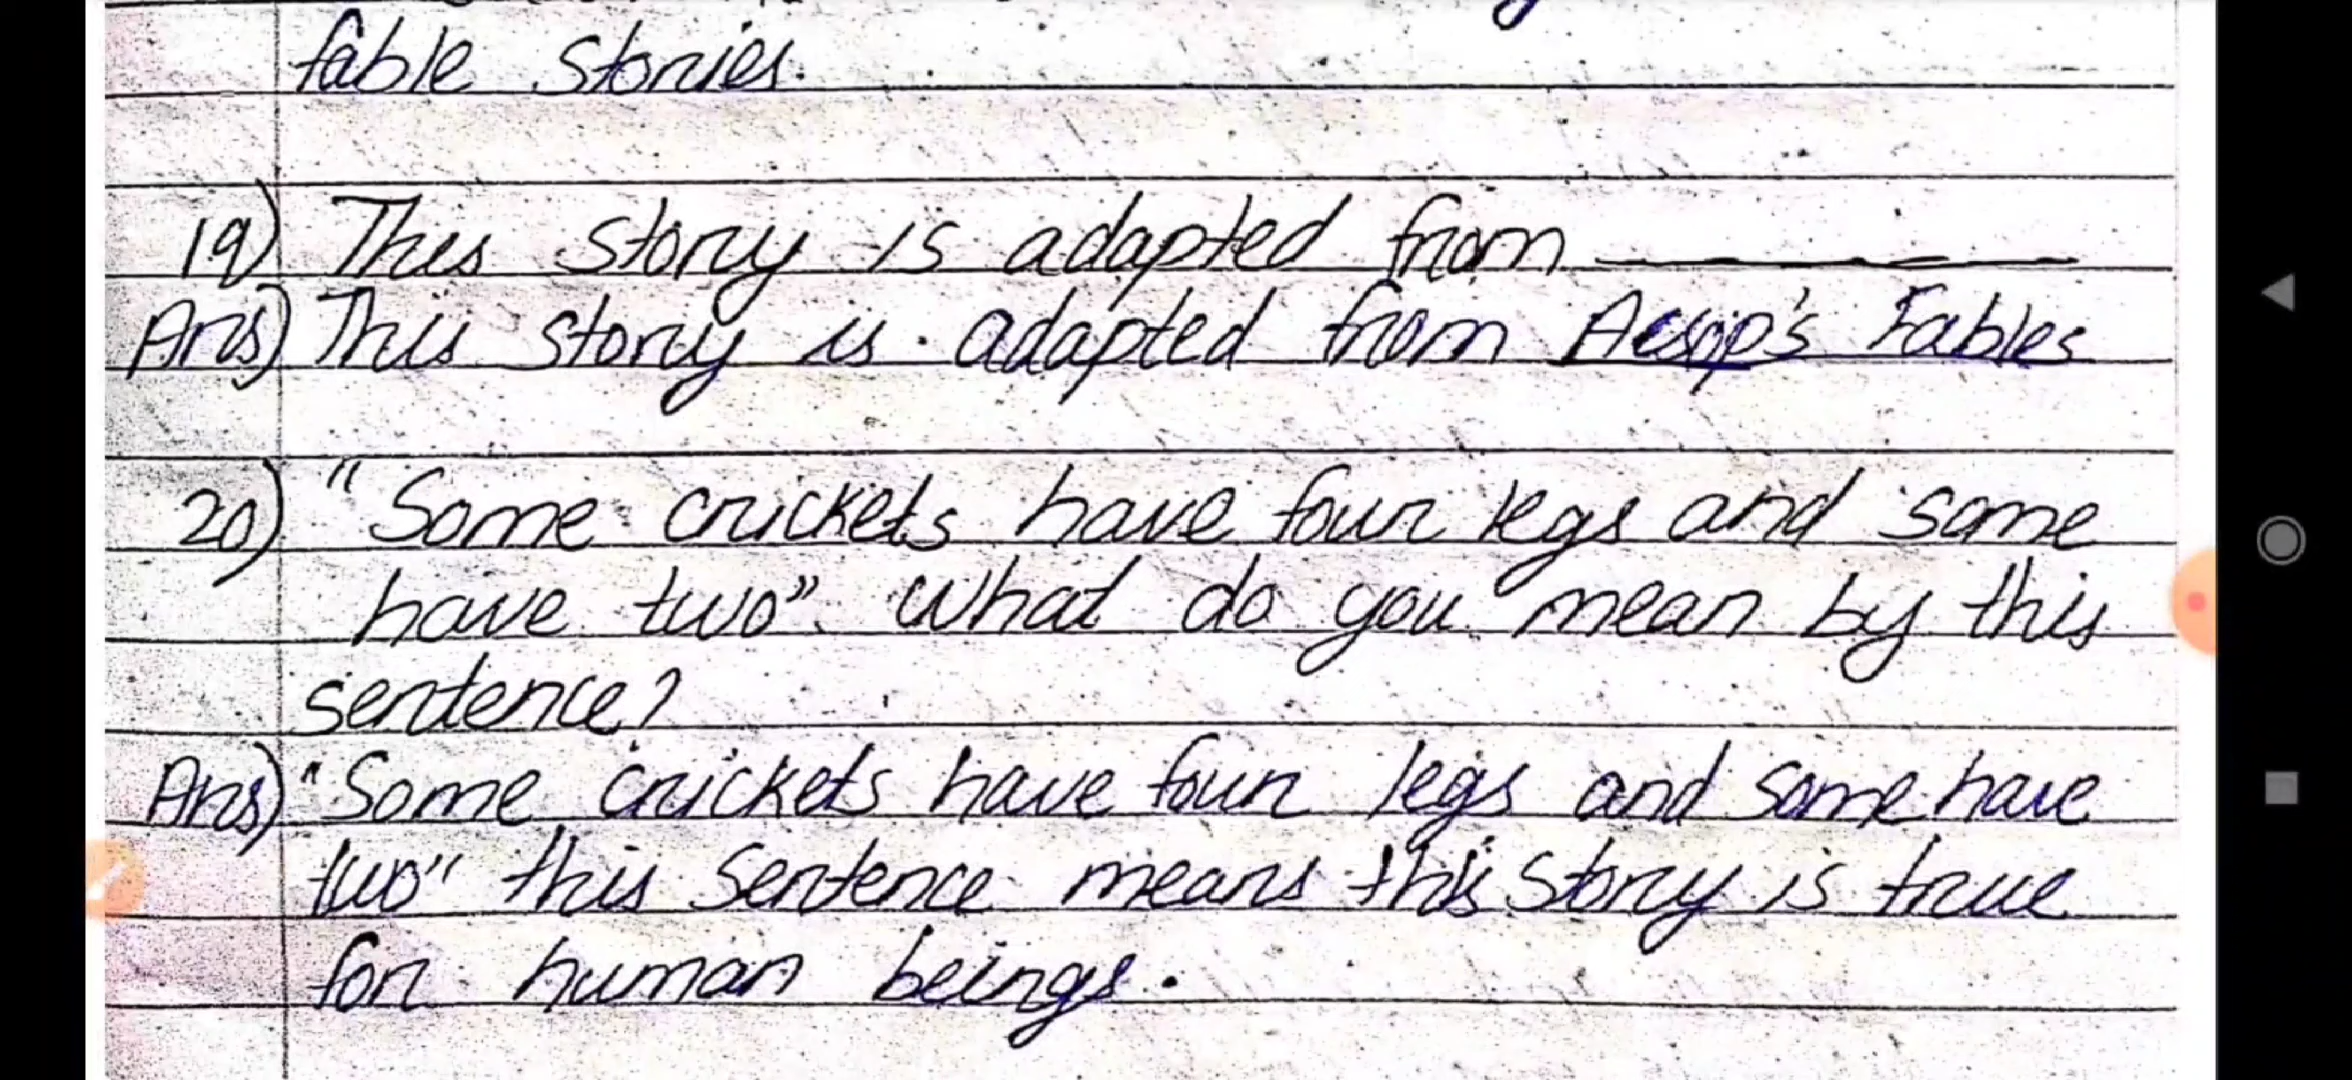 fable stories.
19) This story is adapted from ________
Ans) This story is adapted from Aesop's Fables
20) "Some crickets have four legs and some
have two". What do you mean by this
sentence?
Ans) "Some crickets have four legs and some have
two" this sentence means this story is true
for human beings.